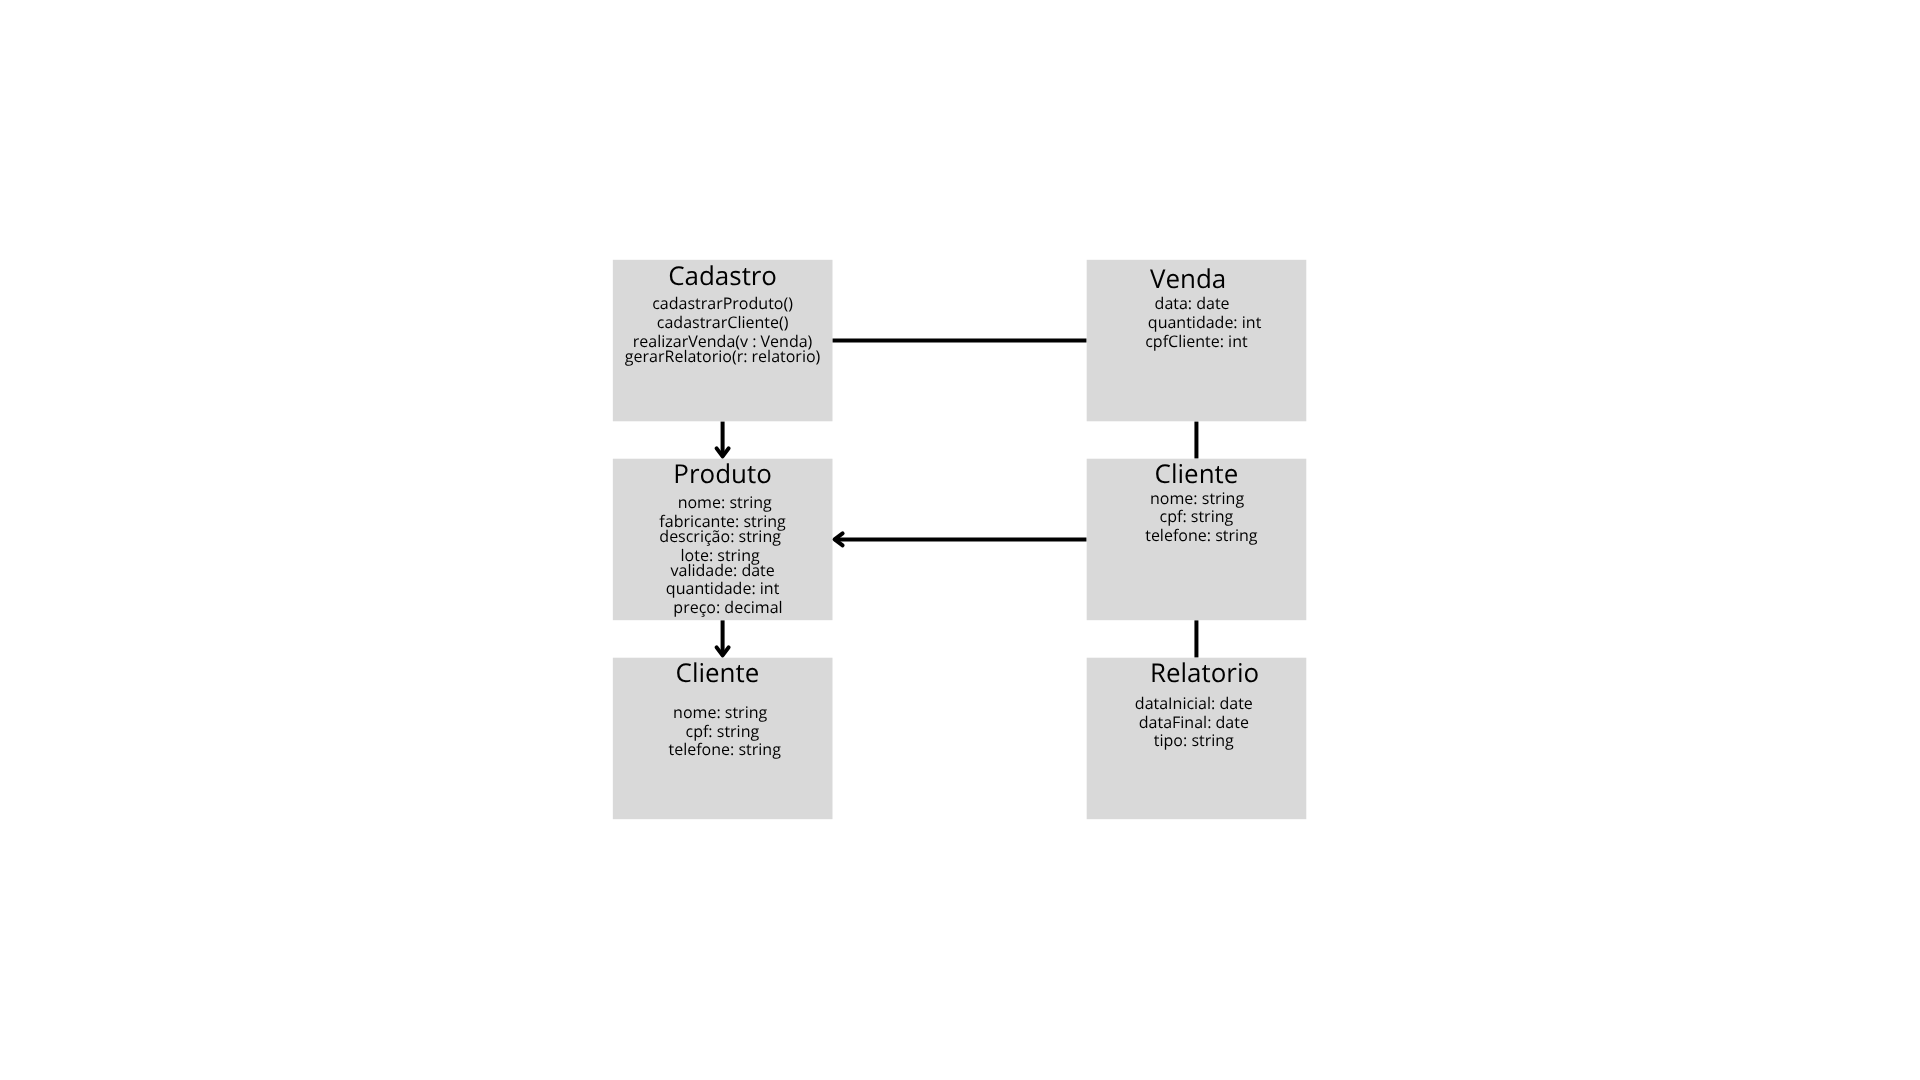 Cadastro
cadastrarProduto()
cadastrarCliente()
realizarVenda(v : Venda)
gerarRelatorio(r: relatorio)
Venda
data: date
quantidade: int
cpfCliente: int
Produto
nome: string
fabricante: string
descrição: string
lote: string
validade: date
quantidade: int
preço: decimal
Cliente
nome: string
cpf: string
telefone: string
Cliente
nome: string
cpf: string
telefone: string
Relatorio
dataInicial: date
dataFinal: date
tipo: string